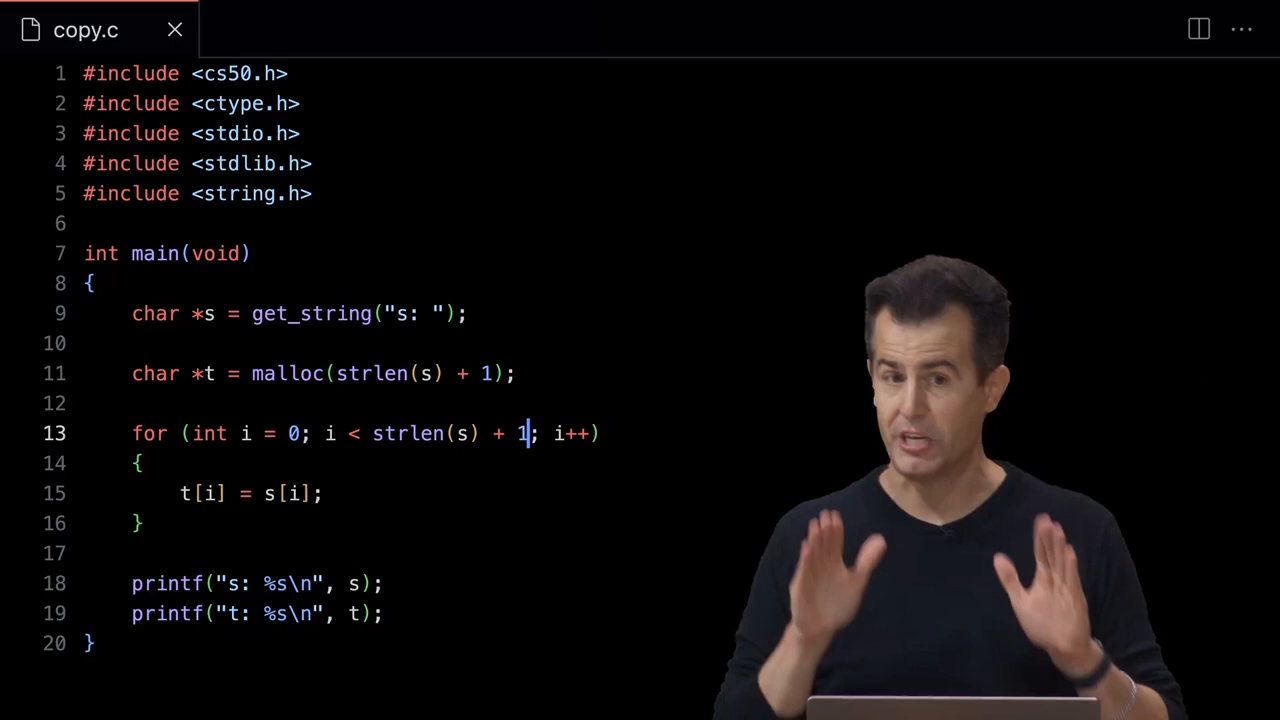 copy.c
1 #include <cs50.h>
2 #include <ctype.h>
3 #include <stdio.h>
4 #include <stdlib.h>
5 #include <string.h>
6
7 int main(void)
8 {
9     char *s = get_string("s: ");
10
11     char *t = malloc(strlen(s) + 1);
12
13     for (int i = 0; i < strlen(s) + 1; i++)
14     {
15         t[i] = s[i];
16     }
17
18     printf("s: %s\n", s);
19     printf("t: %s\n", t);
20 }